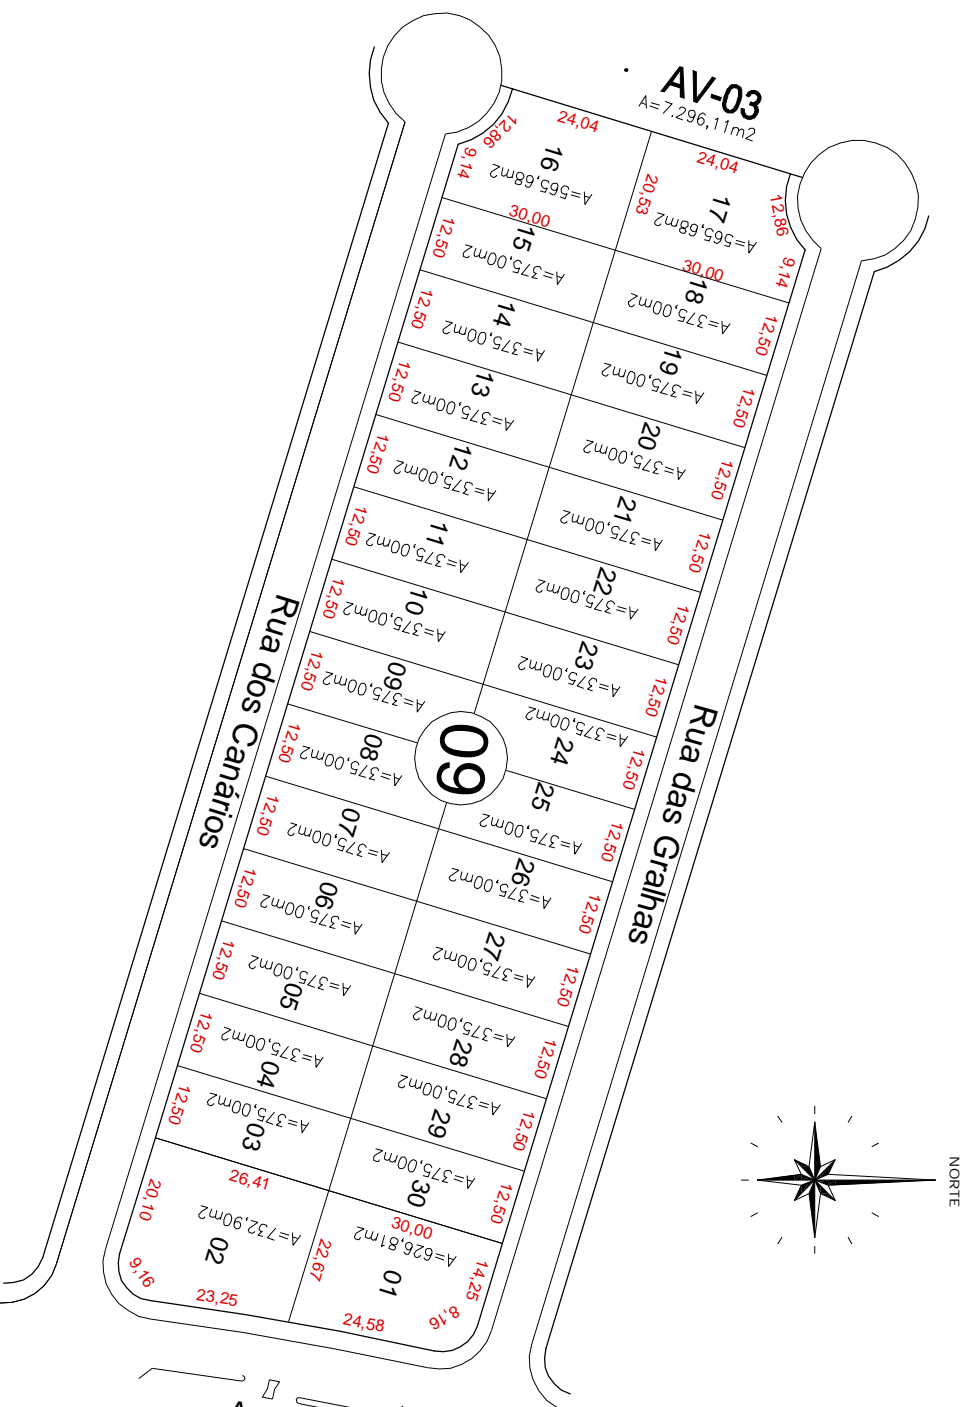 AV-03
A=7.296,11m2
24,04
12,86
9,14
16
A=565,68m2
30,00
24,04
20,53
17
A=565,68m2
12,86
9,14
30,00
15
A=375,00m2
12,50
18
A=375,00m2
12,50
14
A=375,00m2
12,50
19
A=375,00m2
12,50
13
A=375,00m2
12,50
20
A=375,00m2
12,50
12
A=375,00m2
12,50
21
A=375,00m2
12,50
11
A=375,00m2
12,50
22
A=375,00m2
12,50
10
A=375,00m2
12,50
23
A=375,00m2
12,50
09
A=375,00m2
12,50
24
A=375,00m2
12,50
08
A=375,00m2
12,50
25
A=375,00m2
12,50
09
07
A=375,00m2
12,50
26
A=375,00m2
12,50
06
A=375,00m2
12,50
27
A=375,00m2
12,50
05
A=375,00m2
12,50
28
A=375,00m2
12,50
04
A=375,00m2
12,50
29
A=375,00m2
12,50
03
A=375,00m2
12,50
30
A=375,00m2
12,50
26,41
20,10
A=732,90m2
02
9,16
23,25
30,00
A=626,81m2
01
22,67
14,25
8,16
24,58
Rua dos Canários
Rua das Gralhas
NORTE